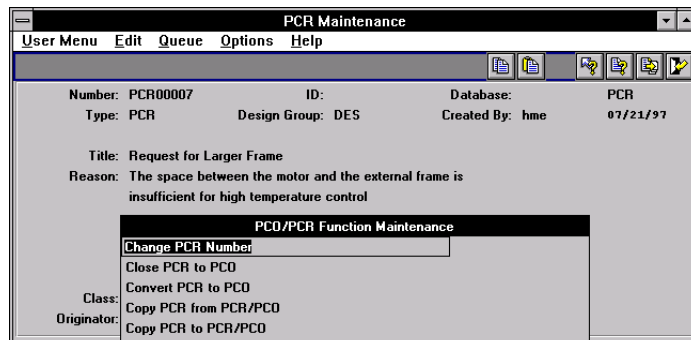 PCR Maintenance
User Menu Edit Queue Options Help
Number: PCR00007 ID: Database: PCR
Type: PCR Design Group: DES Created By: hme 07/21/97
Title: Request for Larger Frame
Reason: The space between the motor and the external frame is
insufficient for high temperature control
PCO/PCR Function Maintenance
Change PCR Number
Close PCR to PCO
Convert PCR to PCO
Class:
Copy PCR from PCR/PCO
Originator:
Copy PCR to PCR/PCO